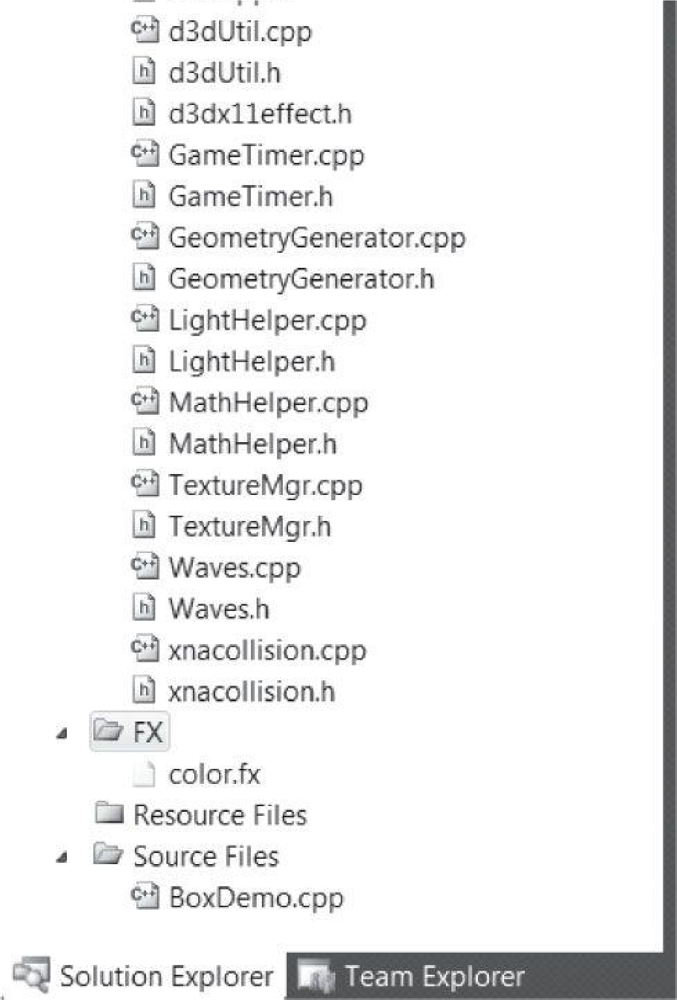 d3dUtil.cpp
d3dUtil.h
d3dx11effect.h
GameTimer.cpp
GameTimer.h
GeometryGenerator.cpp
GeometryGenerator.h
LightHelper.cpp
LightHelper.h
MathHelper.cpp
MathHelper.h
TextureMgr.cpp
TextureMgr.h
Waves.cpp
Waves.h
xnacollision.cpp
xnacollision.h
FX
color.fx
Resource Files
Source Files
BoxDemo.cpp
Solution Explorer Team Explorer